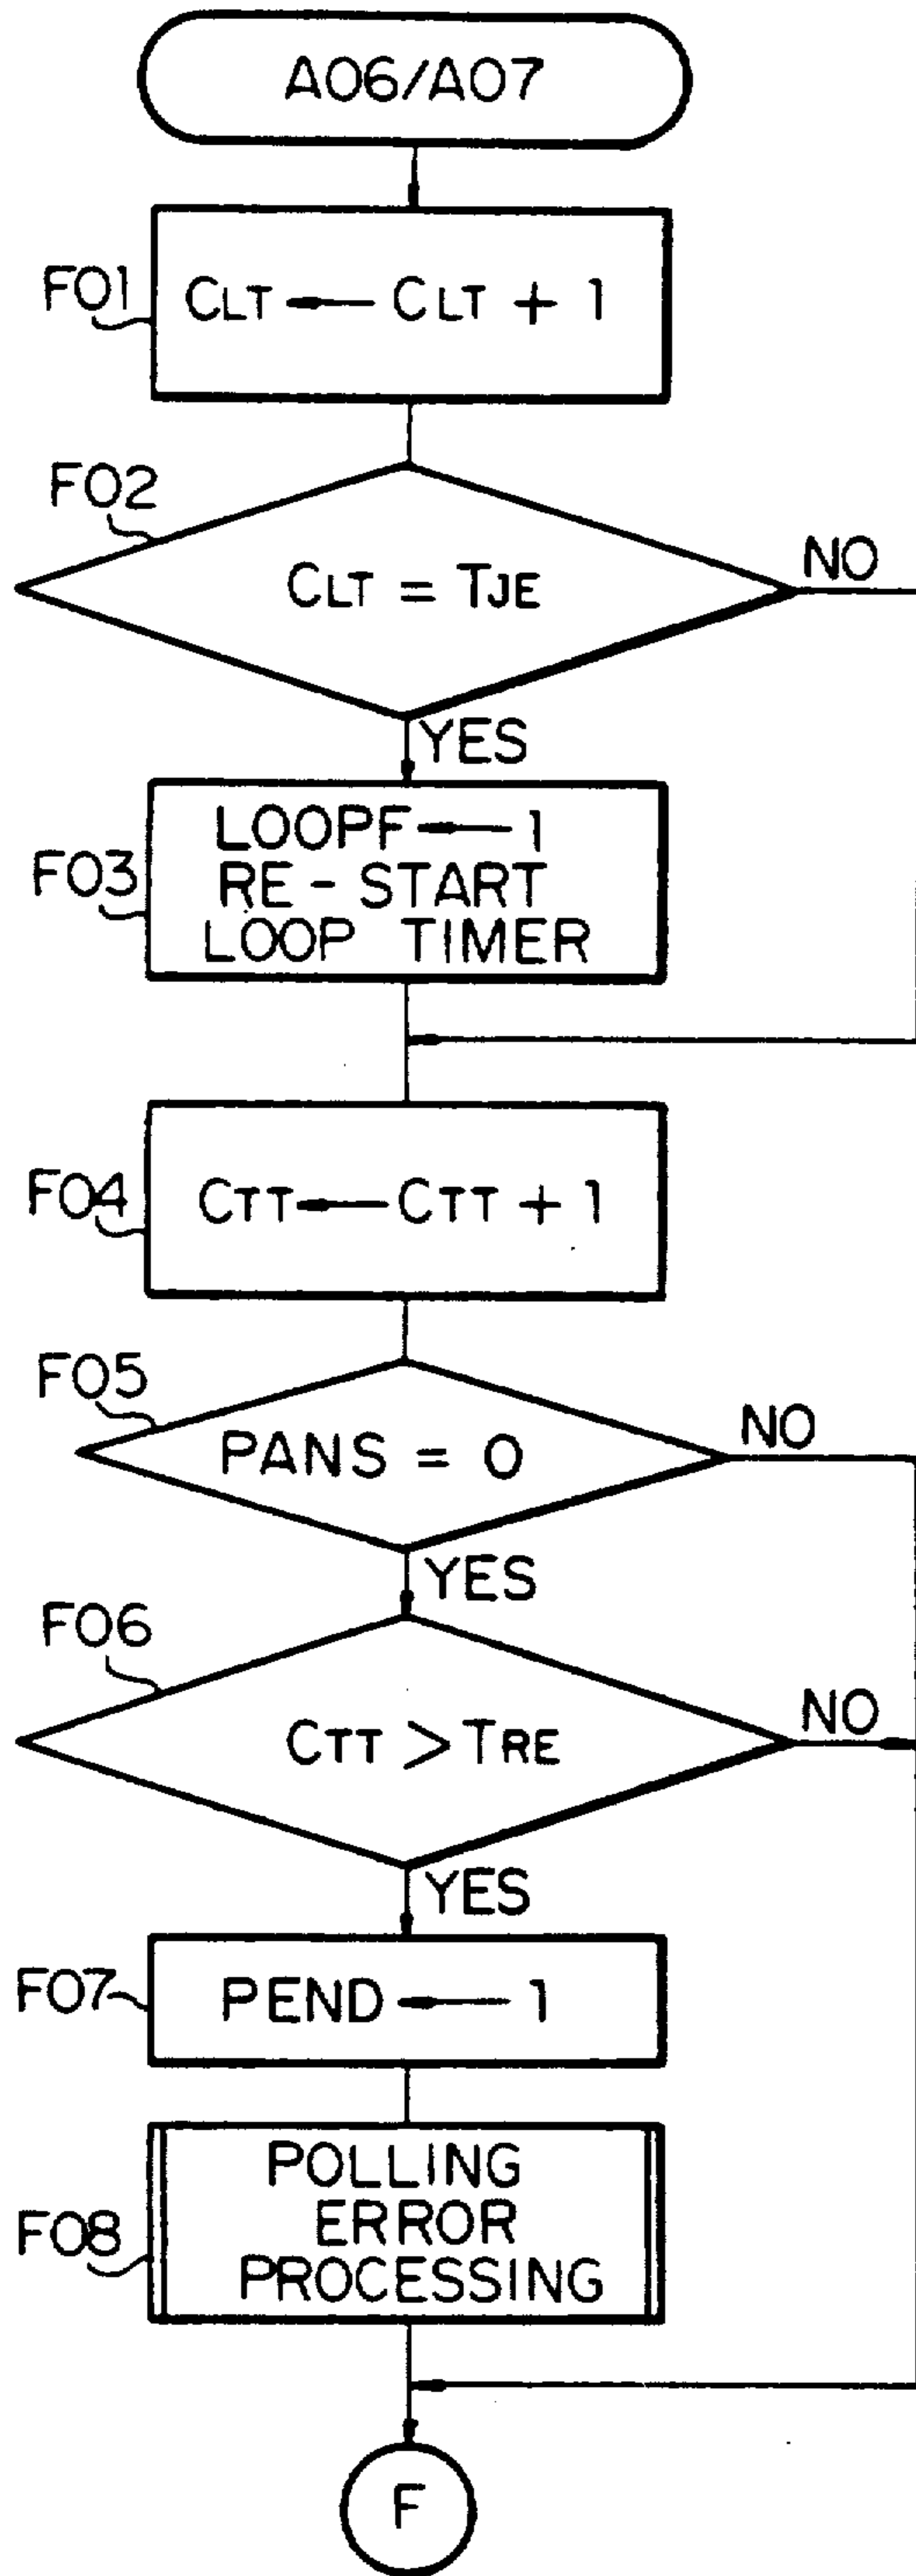 A06/A07
F01
CLT ← CLT + 1
F02
CLT = TJE
NO
YES
F03
LOOPF ← 1
RE-START
LOOP TIMER
F04
CTT ← CTT + 1
F05
PANS = 0
NO
YES
F06
CTT > TRE
NO
YES
F07
PEND ← 1
F08
POLLING
ERROR
PROCESSING
F